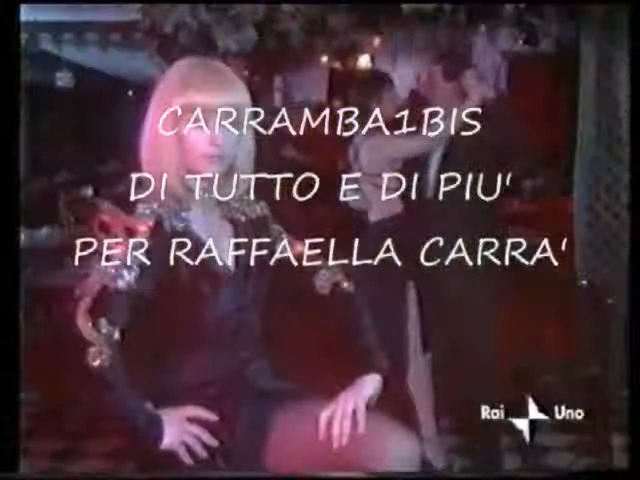 CARRAMBA1BIS
DI TUTTO E DI PIU'
PER RAFFAELLA CARRA'
Rai Uno